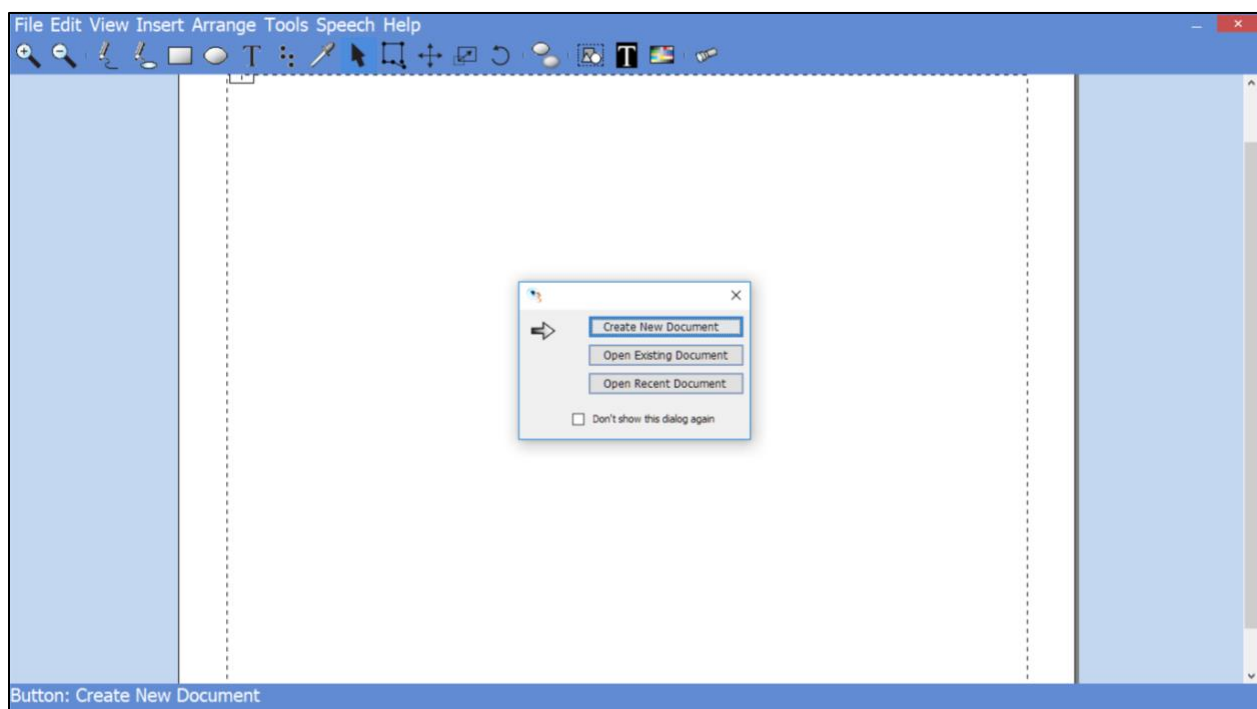 File Edit View Insert Arrange Tools Speech Help
T T
Create New Document
Open Existing Document
Open Recent Document
Don't show this dialog again
Button: Create New Document